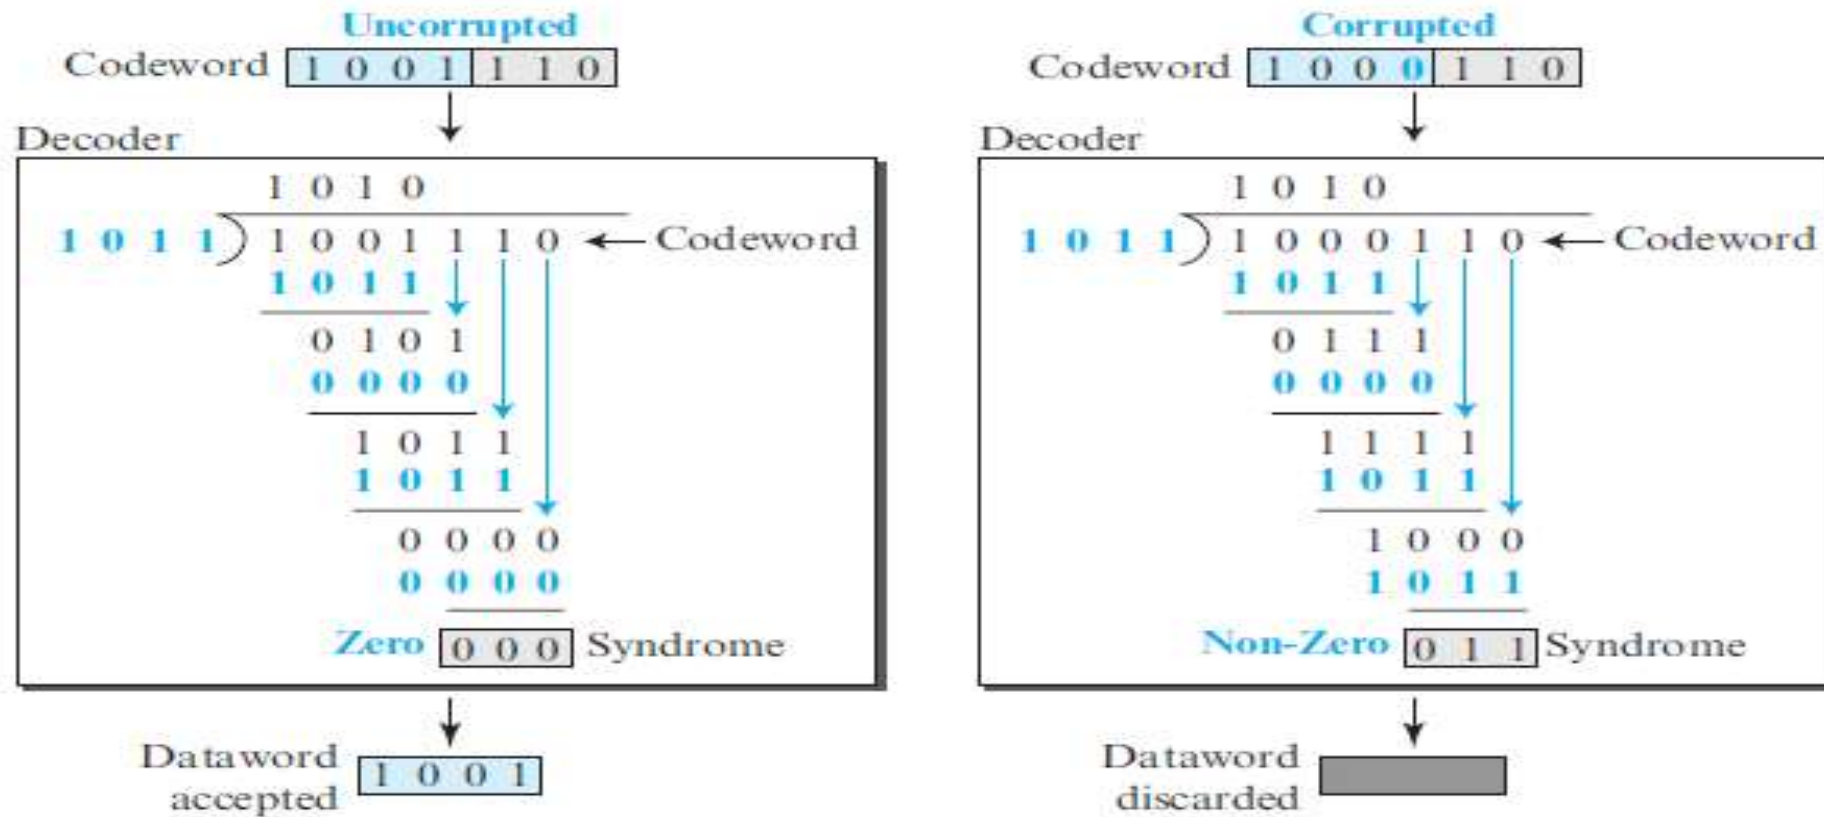 Uncorrupted
Codeword 1 0 0 1 1 1 0
Decoder
1 0 1 0
1 0 1 1 ) 1 0 0 1 1 1 0 ← Codeword
1 0 1 1
0 1 0 1
0 0 0 0
1 0 1 1
1 0 1 1
0 0 0 0
0 0 0 0
Zero 0 0 0 Syndrome
Dataword
accepted 1 0 0 1
Corrupted
Codeword 1 0 0 0 1 1 0
Decoder
1 0 1 0
1 0 1 1 ) 1 0 0 0 1 1 0 ← Codeword
1 0 1 1
0 1 1 1
0 0 0 0
1 1 1 1
1 0 1 1
1 0 0 0
1 0 1 1
Non-Zero 0 1 1 Syndrome
Dataword
discarded